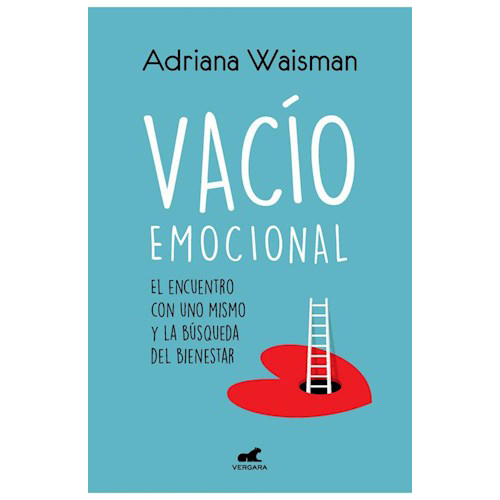 Adriana Waisman
VACÍO
EMOCIONAL
EL ENCUENTRO
CON UNO MISMO
Y LA BÚSQUEDA
DEL BIENESTAR
VERGARA